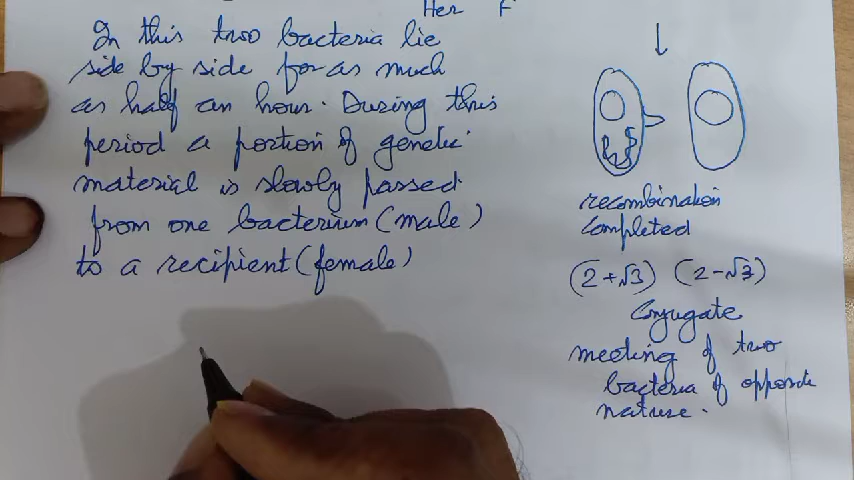 Her F
In this two bacteria lie
side by side for as much
as half an hour. During this
period a portion of genetic
material is slowly passed
from one bacterium (male)
to a recipient (female)
recombination
completed
(2+√3) (2-√3)
Conjugate
meeting of two
bacteria of opposite
nature.